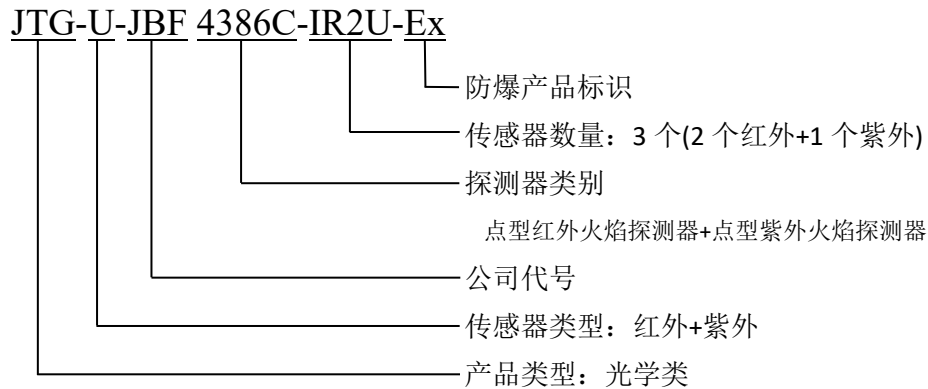 JTG-U-JBF 4386C-IR2U-Ex
防爆产品标识
传感器数量：3 个(2 个红外+1 个紫外)
探测器类别
点型红外火焰探测器+点型紫外火焰探测器
公司代号
传感器类型：红外+紫外
产品类型：光学类